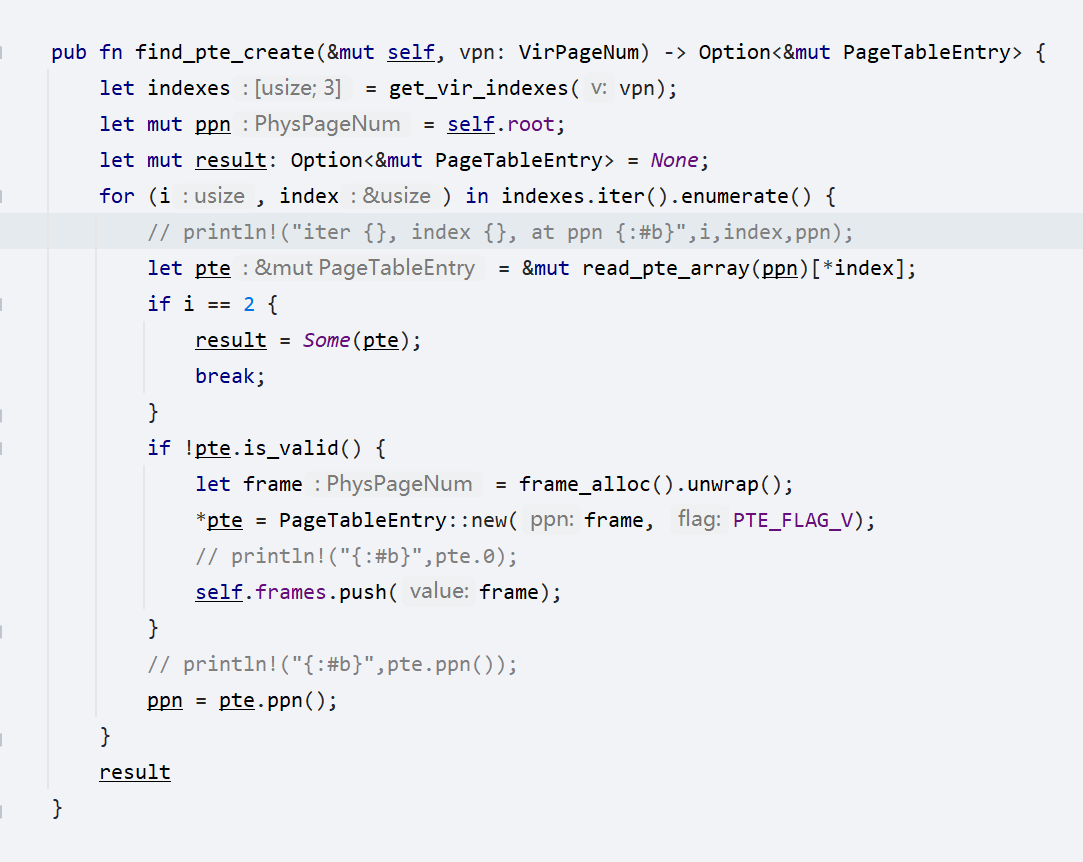 pub fn find_pte_create(&mut self, vpn: VirPageNum) -> Option<&mut PageTableEntry> {
let indexes : [usize; 3] = get_vir_indexes( v: vpn);
let mut ppn : PhysPageNum = self.root;
let mut result: Option<&mut PageTableEntry> = None;
for (i : usize , index : &usize ) in indexes.iter().enumerate() {
// println!("iter {}, index {}, at ppn {:#b}",i,index,ppn);
let pte : &mut PageTableEntry = &mut read_pte_array(ppn)[*index];
if i == 2 {
result = Some(pte);
break;
}
if !pte.is_valid() {
let frame : PhysPageNum = frame_alloc().unwrap();
*pte = PageTableEntry::new( ppn: frame, flag: PTE_FLAG_V);
// println!("{:#b}",pte.0);
self.frames.push( value: frame);
}
// println!("{:#b}",pte.ppn());
ppn = pte.ppn();
}
result
}